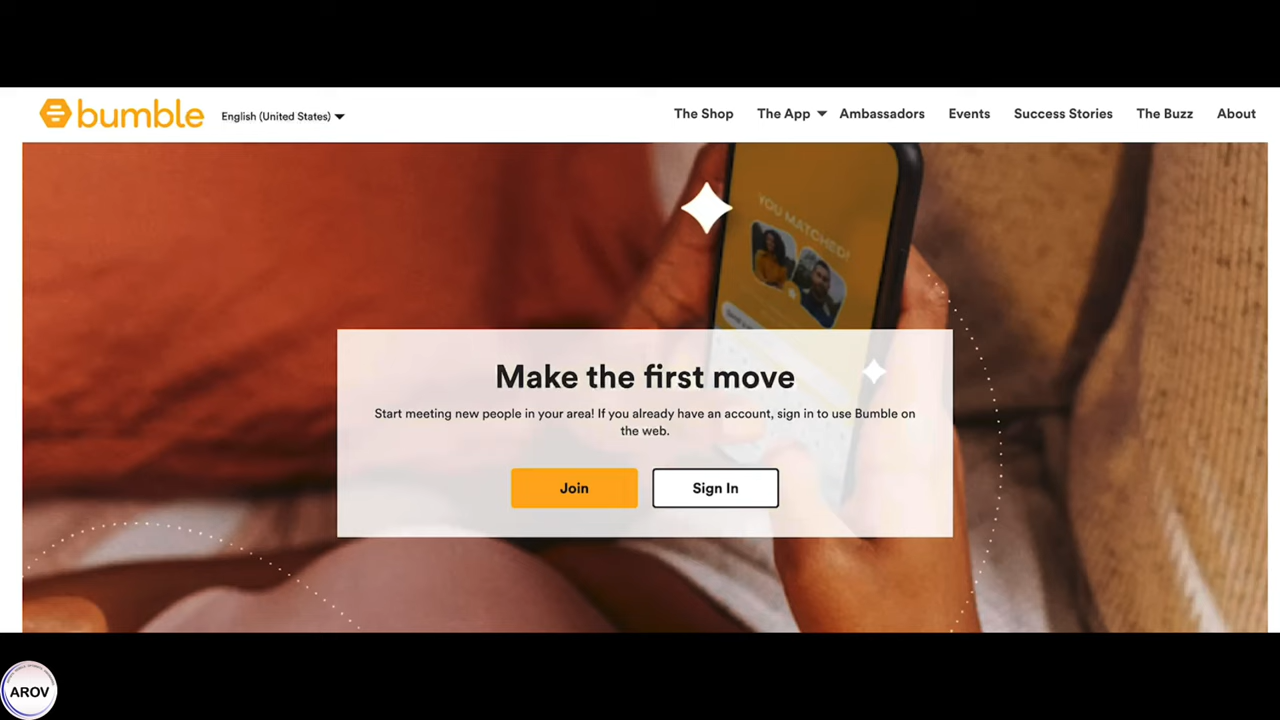 bumble
English (United States)
The Shop The App Ambassadors Events Success Stories The Buzz About
YOU MATCHED!
Make the first move
Start meeting new people in your area! If you already have an account, sign in to use Bumble on
the web.
Join Sign In
AROV